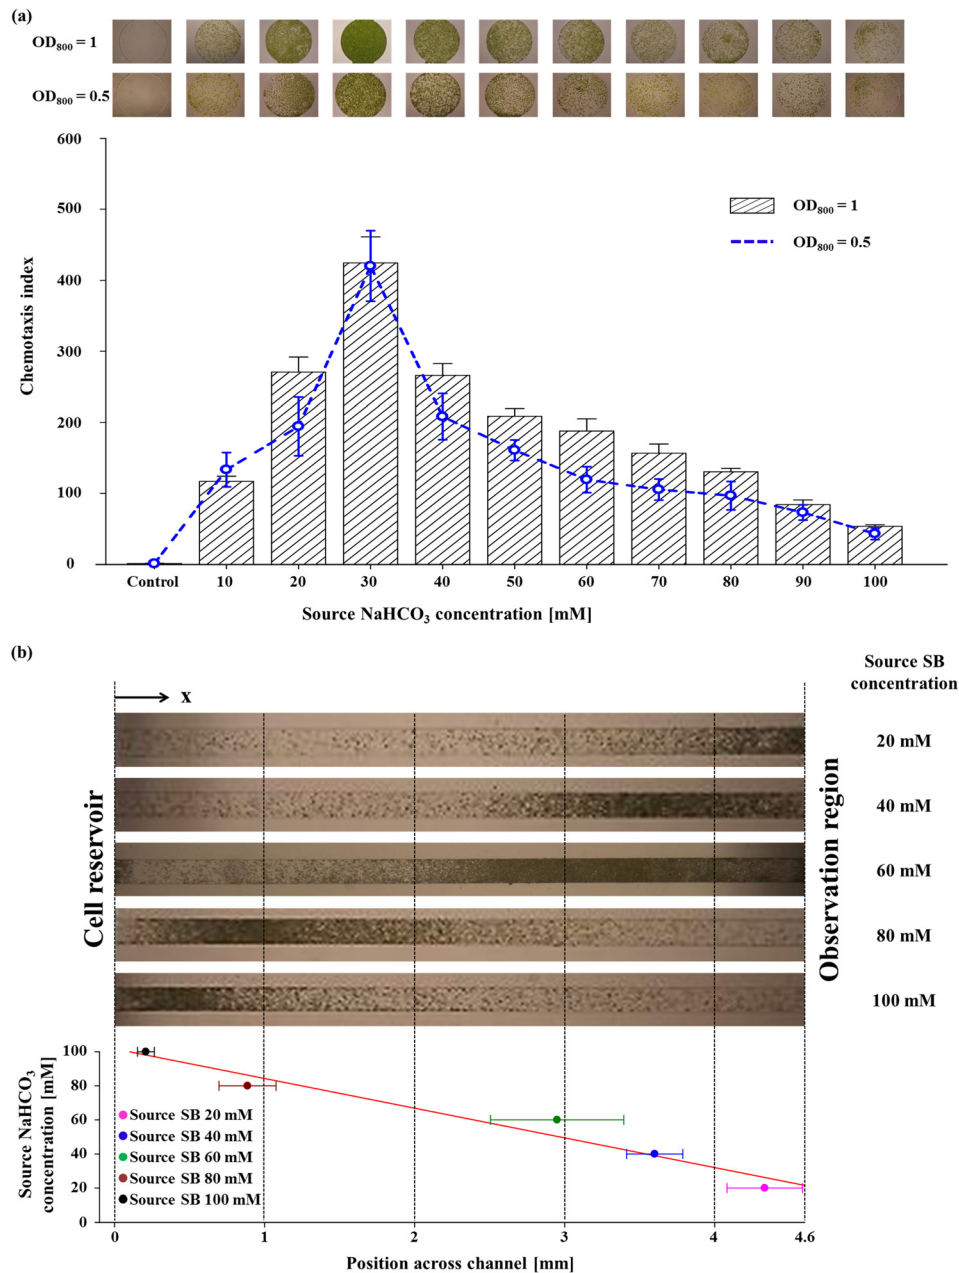 (a)
OD800 = 1
OD800 = 0.5
600
500
400
300
200
100
0
Chemotaxis index
OD800 = 1
OD800 = 0.5
Control 10 20 30 40 50 60 70 80 90 100
Source NaHCO3 concentration [mM]
(b)
Source SB
concentration
x
Cell reservoir
Observation region
20 mM
40 mM
60 mM
80 mM
100 mM
Source NaHCO3
concentration [mM]
100
80
60
40
20
0
Source SB 20 mM
Source SB 40 mM
Source SB 60 mM
Source SB 80 mM
Source SB 100 mM
0 1 2 3 4 4.6
Position across channel [mm]